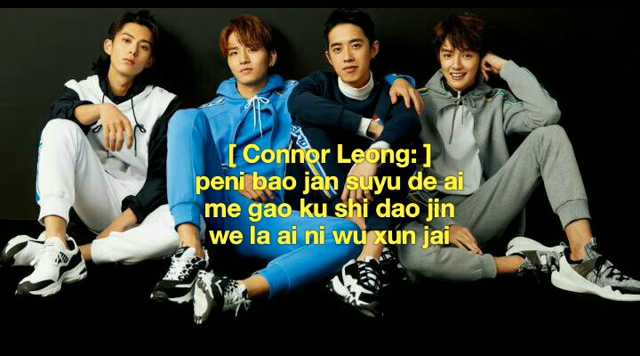 [ Connor Leong: ]
peni bao jan suyu de ai
me gao ku shi dao jin
we la ai ni wu xun jai